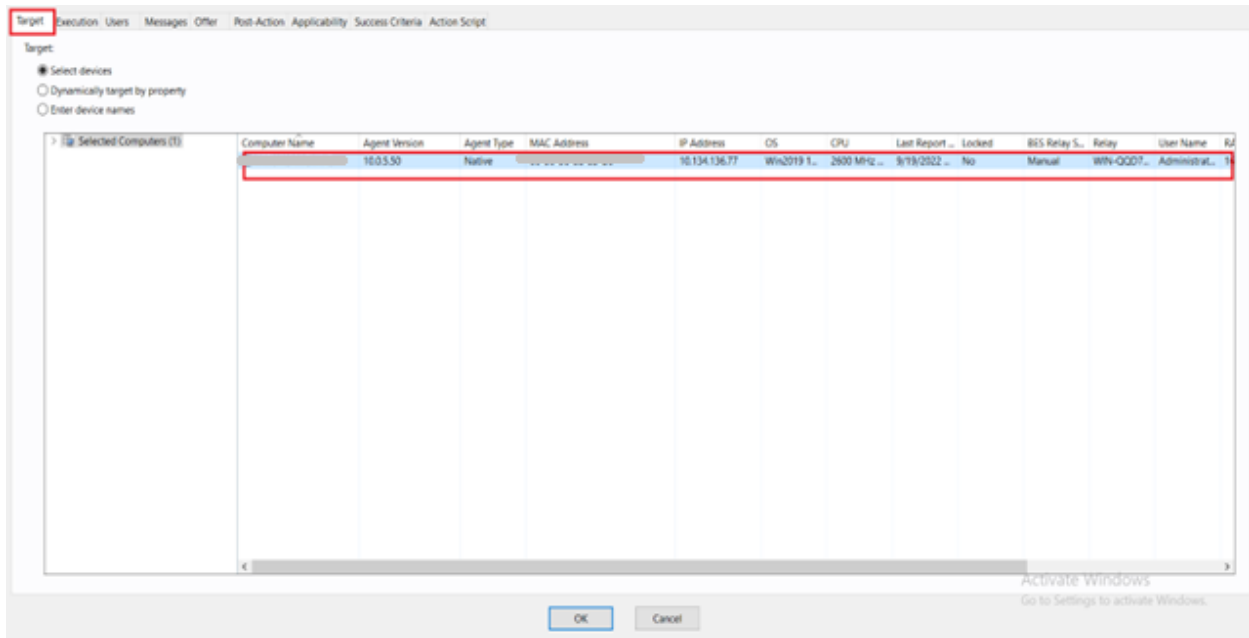 Target Execution Users Messages Offer Post-Action Applicability Success Criteria Action Script
Target:
Select devices
Dynamically target by property
Enter device names
Selected Computers (1)
Computer Name Agent Version Agent Type MAC Address IP Address OS CPU Last Report ... Locked BES Relay S... Relay User Name RA
10.0.5.50 Native 10.134.136.77 Win2019 1... 2600 MHz ... 9/19/2022 ... No Manual WIN-QQD7... Administrat...
Activate Windows
Go to Settings to activate Windows.
OK Cancel